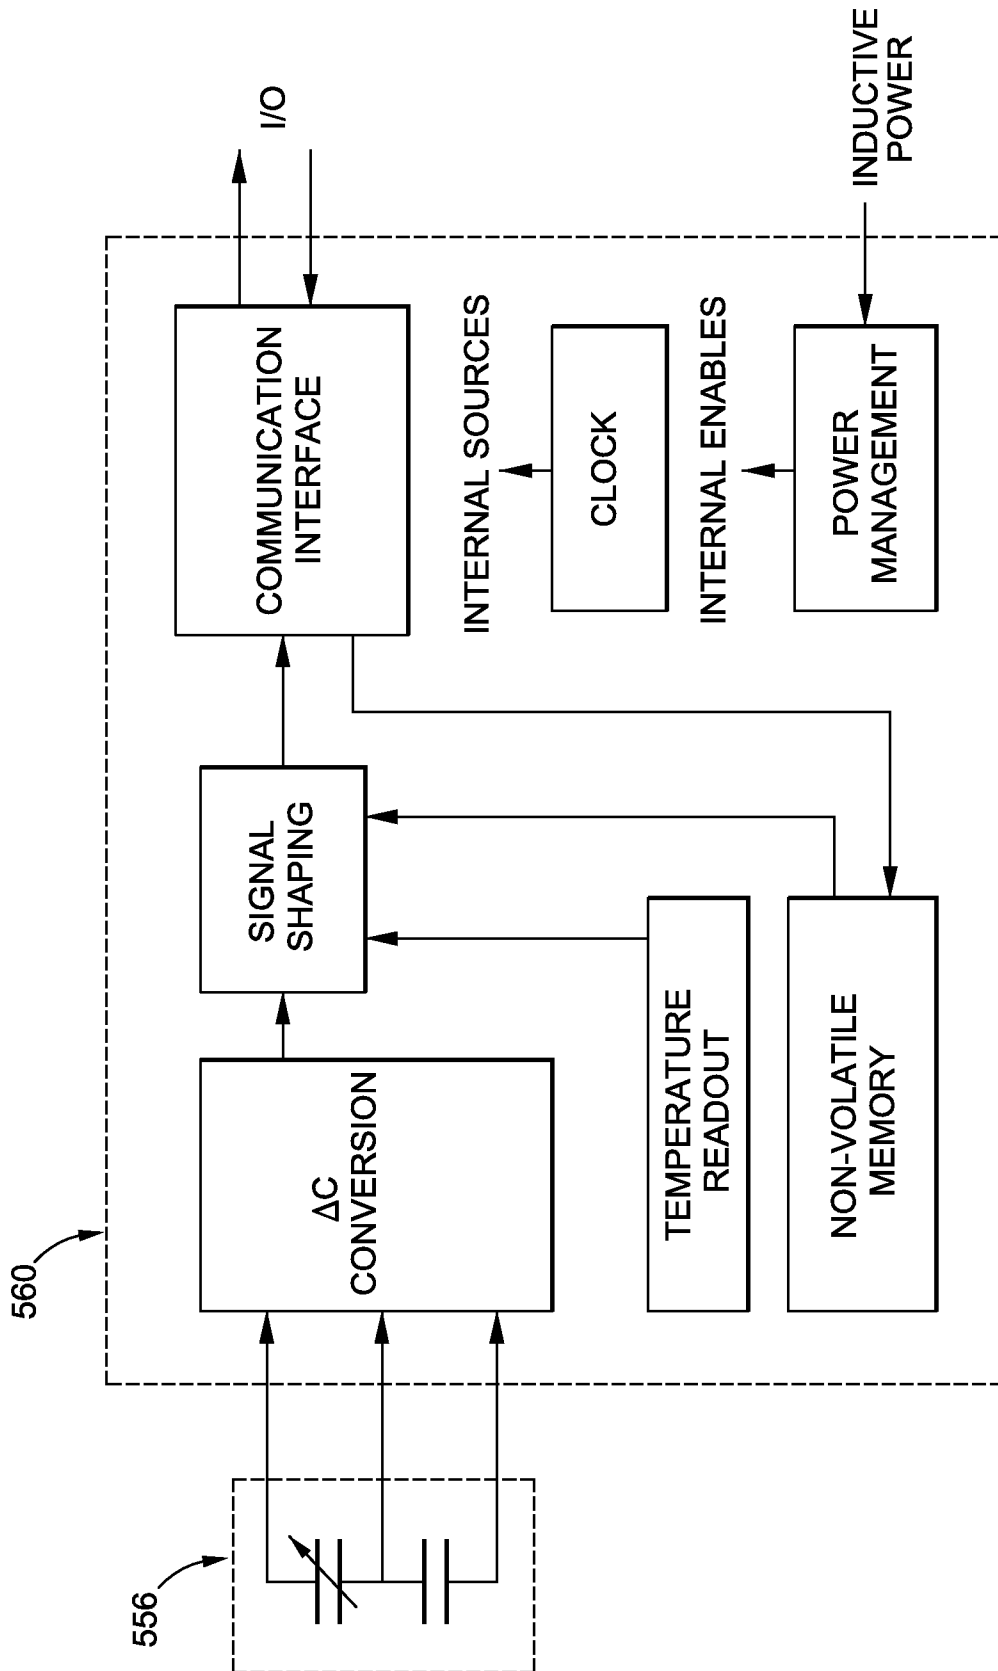 560
556
ΔC
CONVERSION
SIGNAL
SHAPING
COMMUNICATION
INTERFACE
I/O
INTERNAL SOURCES
CLOCK
TEMPERATURE
READOUT
INTERNAL ENABLES
NON-VOLATILE
MEMORY
POWER
MANAGEMENT
INDUCTIVE
POWER